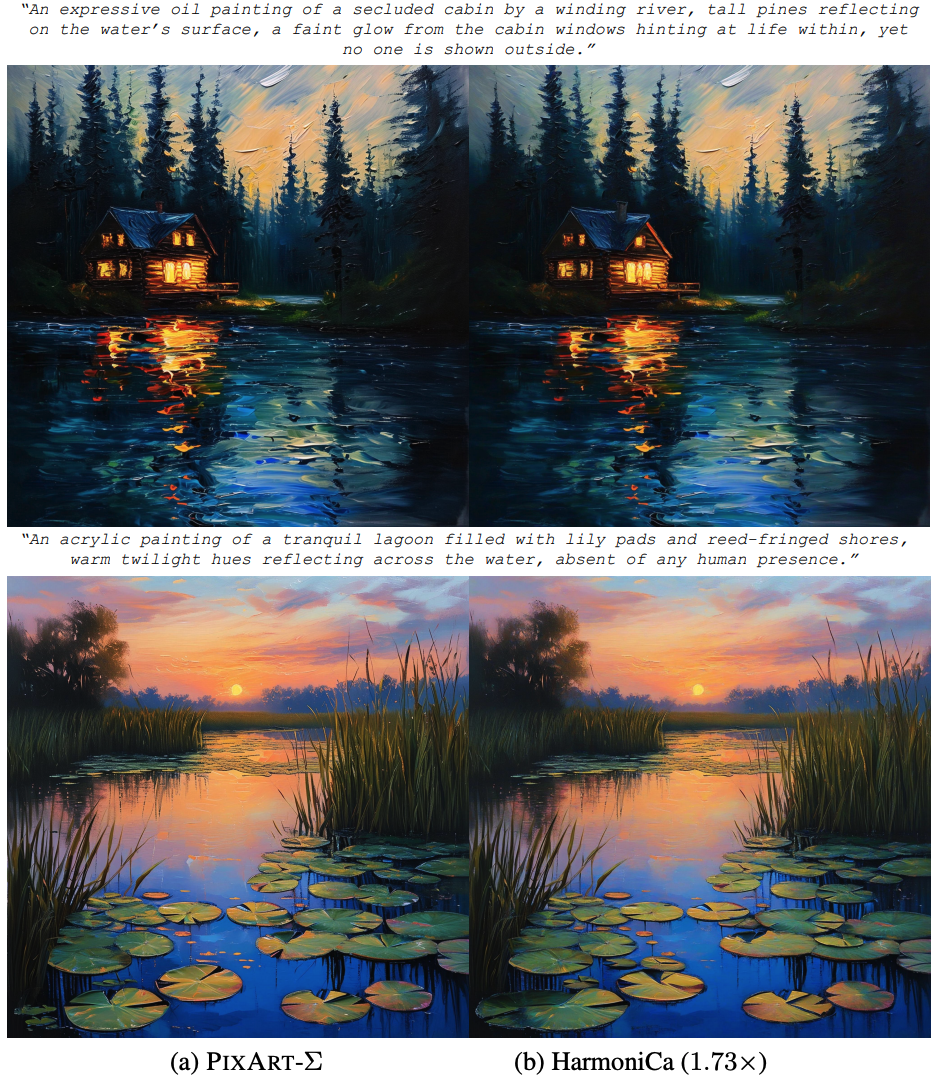 “An expressive oil painting of a secluded cabin by a winding river, tall pines reflecting
on the water’s surface, a faint glow from the cabin windows hinting at life within, yet
no one is shown outside.”
“An acrylic painting of a tranquil lagoon filled with lily pads and reed-fringed shores,
warm twilight hues reflecting across the water, absent of any human presence.”
(a) PIXART-Σ (b) HarmoniCa (1.73×)